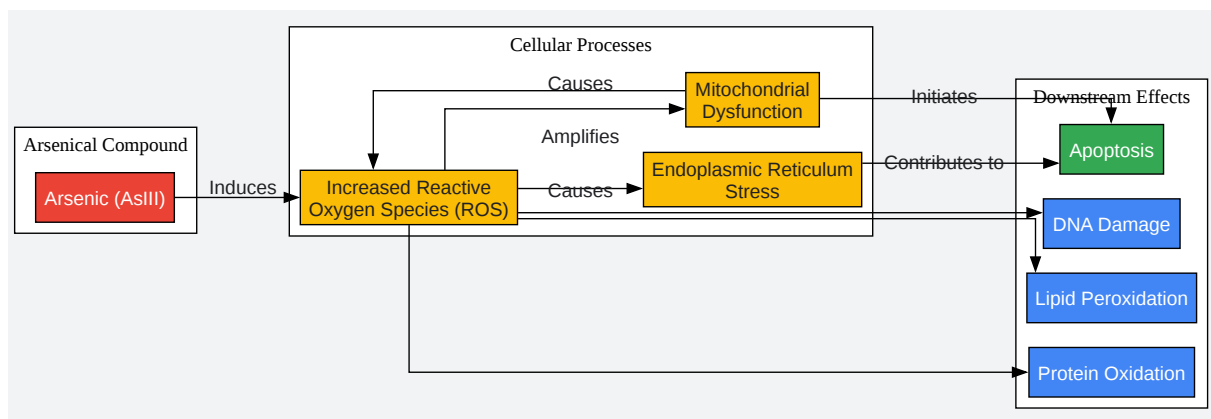 Cellular Processes
Causes
Mitochondrial
Dysfunction
Initiates
Downstream Effects
Arsenical Compound
Amplifies
Apoptosis
Arsenic (AsIII)
Induces
Increased Reactive
Oxygen Species (ROS)
Causes
Endoplasmic Reticulum
Stress
Contributes to
DNA Damage
Lipid Peroxidation
Protein Oxidation